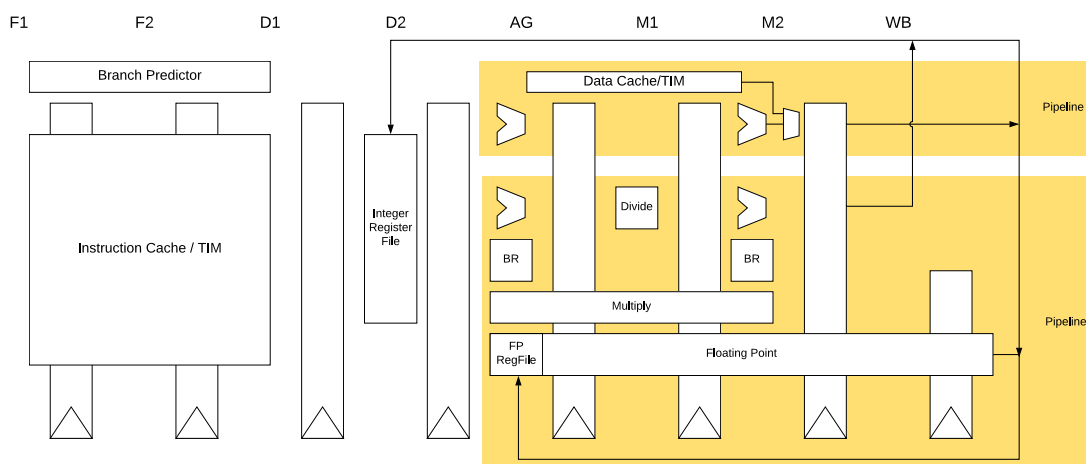 F1
F2
D1
D2
AG
M1
M2
WB
Branch Predictor
Data Cache/TIM
Pipeline
Instruction Cache / TIM
Integer
Register
File
Divide
BR
BR
Multiply
FP
RegFile
Floating Point
Pipeline